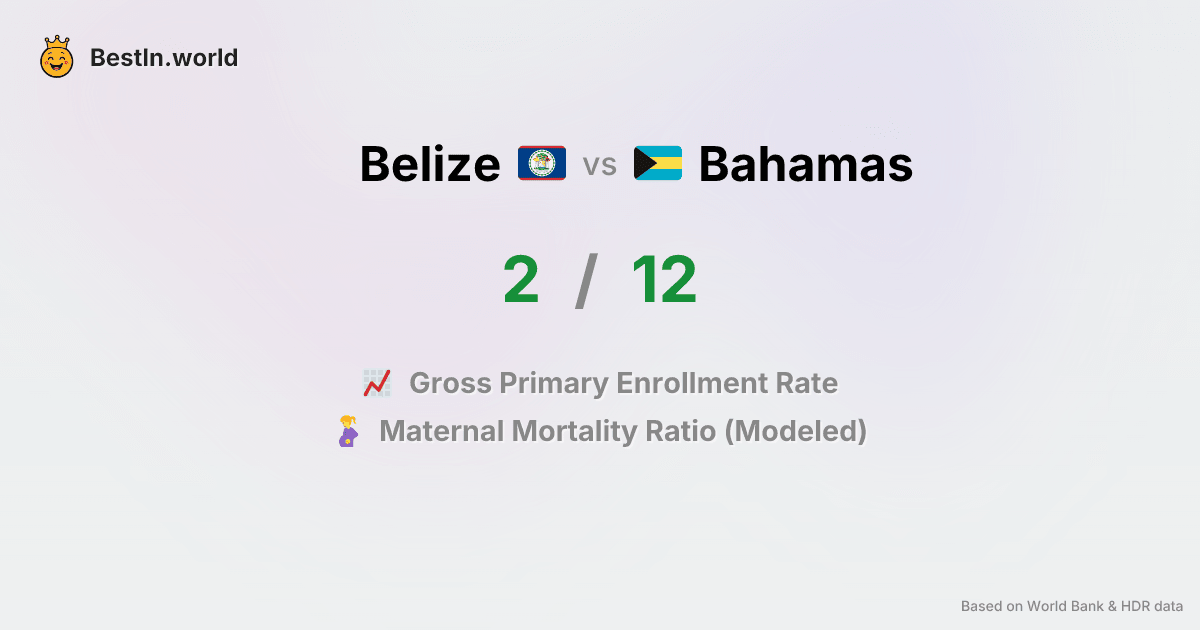 BestIn.world
Belize vs Bahamas
2 / 12
Gross Primary Enrollment Rate
Maternal Mortality Ratio (Modeled)
Based on World Bank & HDR data